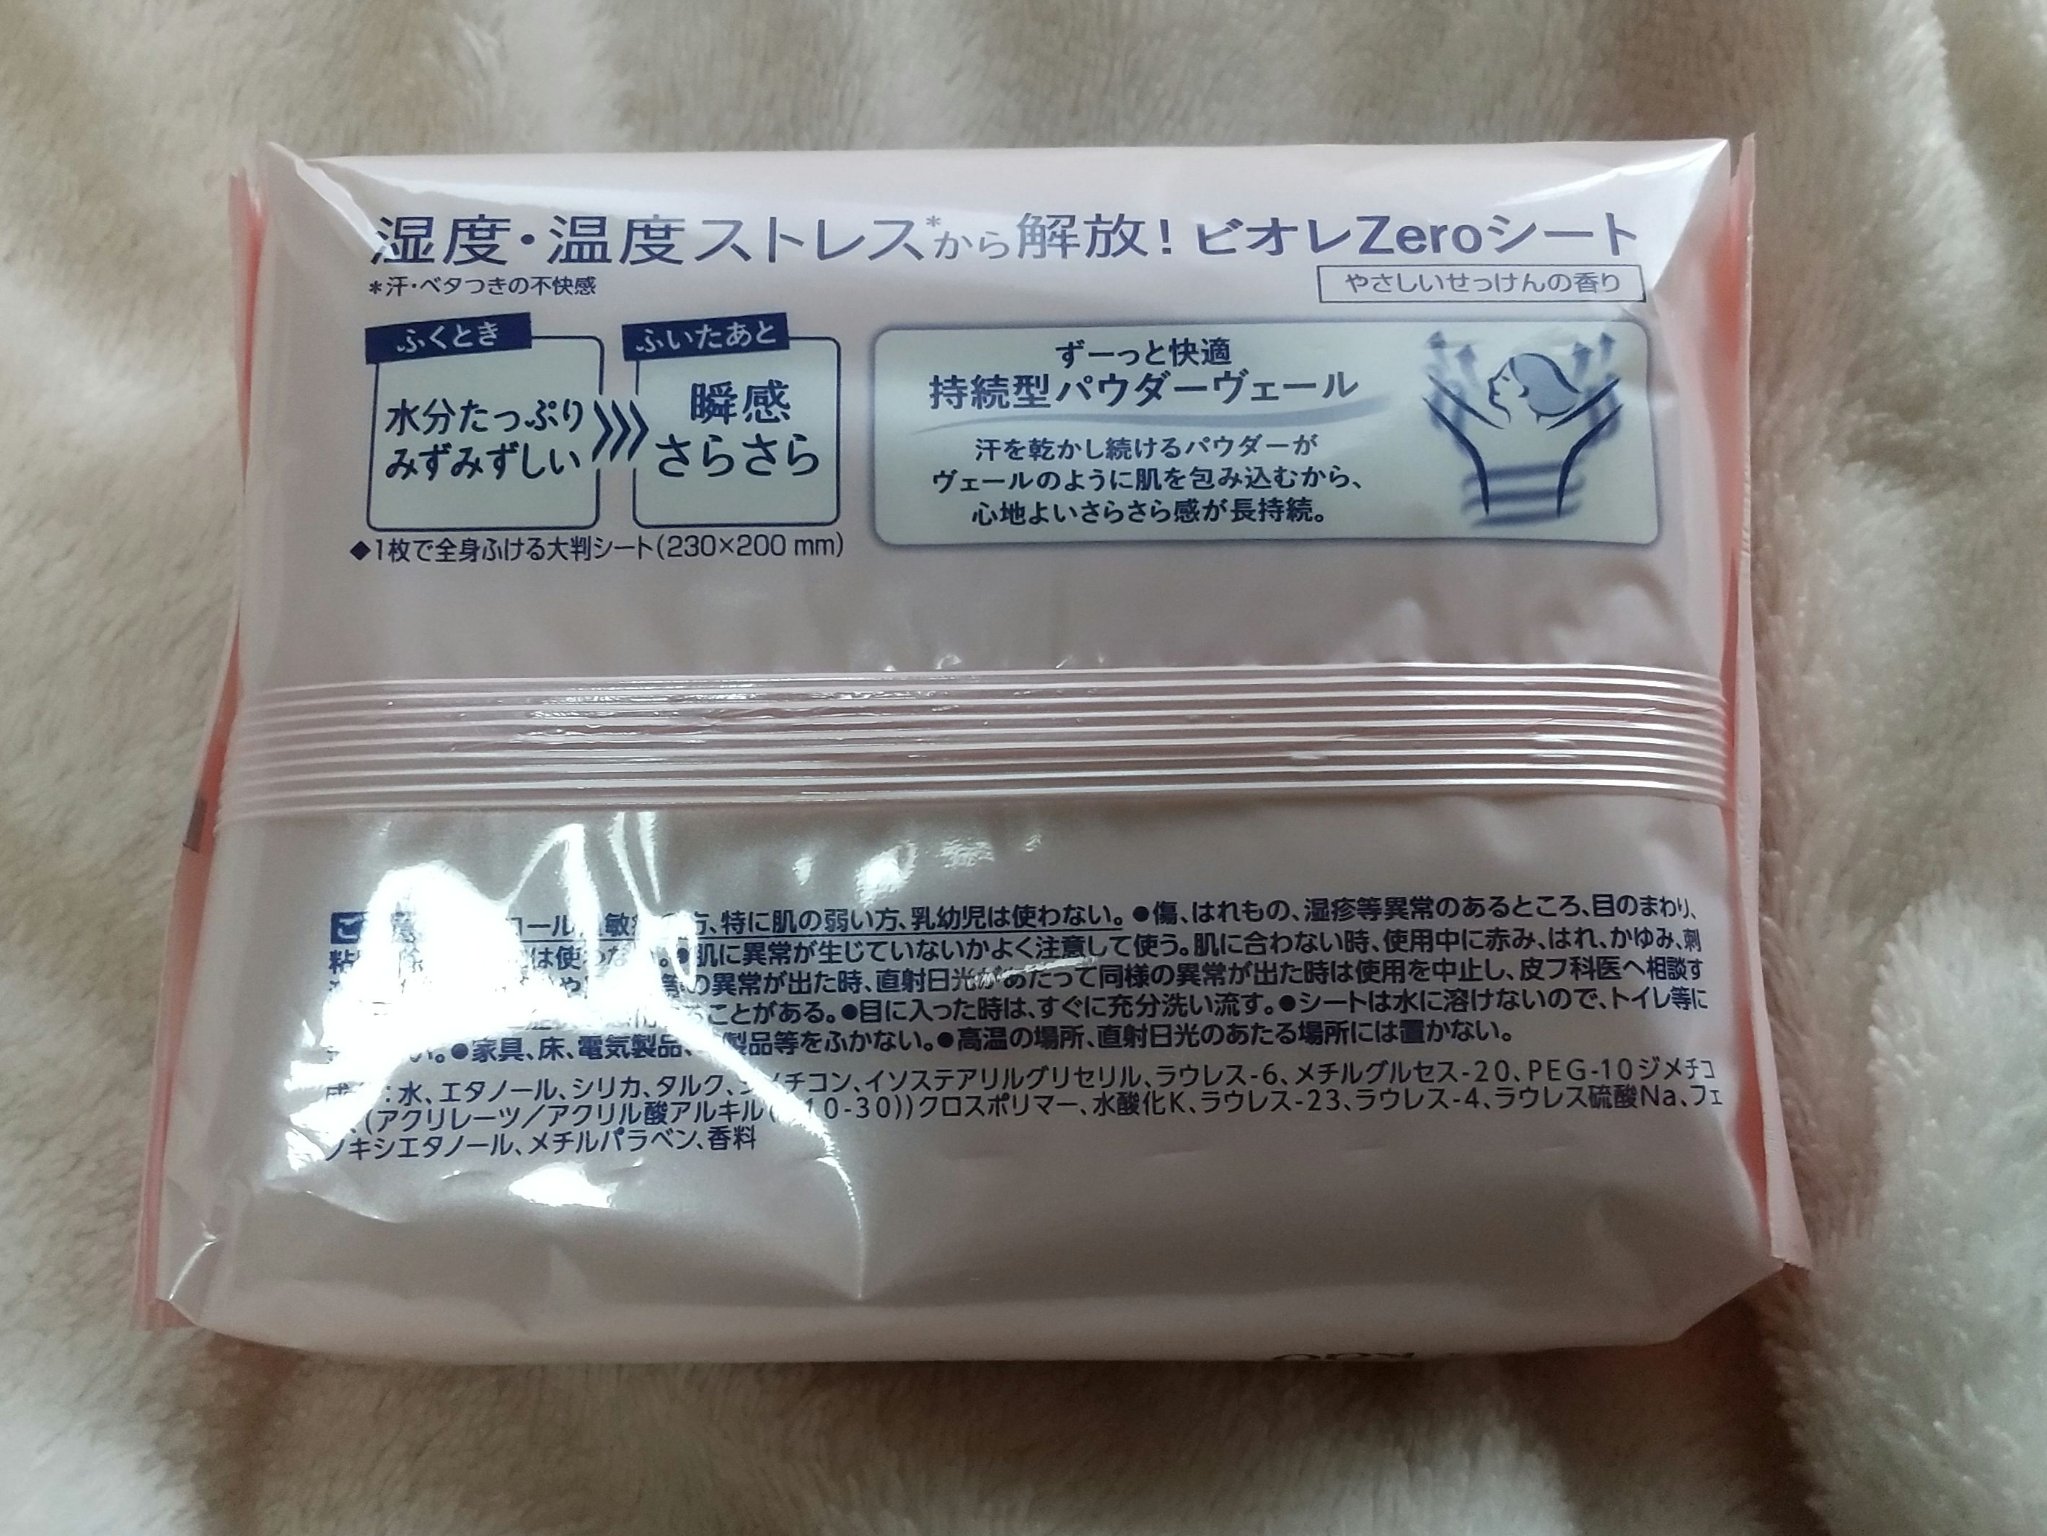 湿度・温度ストレス*から解放！ビオレZeroシート
*汗・ベタつきの不快感
やさしいせっけんの香り
ふくとき
水分たっぷり
みずみずしい
ふいたあと
瞬感
さらさら
◆1枚で全身ふける大判シート(230×200 mm)
ずーっと快適
持続型パウダーヴェール
汗を乾かし続けるパウダーが
ヴェールのように肌を包み込むから、
心地よいさらさら感が長持続。
コール 敏 方、特に肌の弱い方、乳幼児は使わない。●傷、はれもの、湿疹等異常のあるところ、目のまわり、
粘 は使わない。●肌に異常が生じていないかよく注意して使う。肌に合わない時、使用中に赤み、はれ、かゆみ、刺
の異常が出た時、直射日光があたって同様の異常が出た時は使用を中止し、皮フ科医へ相談す
ことがある。●目に入った時は、すぐに充分洗い流す。●シートは水に溶けないので、トイレ等に
い。●家具、床、電気製品、 製品等をふかない。●高温の場所、直射日光のあたる場所には置かない。
成 : 水、エタノール、シリカ、タルク、ジメチコン、イソステアリルグリセリル、ラウレス-6、メチルグルセス-20、PEG-10ジメチコ
、(アクリレーツ/アクリル酸アルキル( 10-30))クロスポリマー、水酸化K、ラウレス-23、ラウレス-4、ラウレス硫酸Na、フェ
ノキシエタノール、メチルパラベン、香料